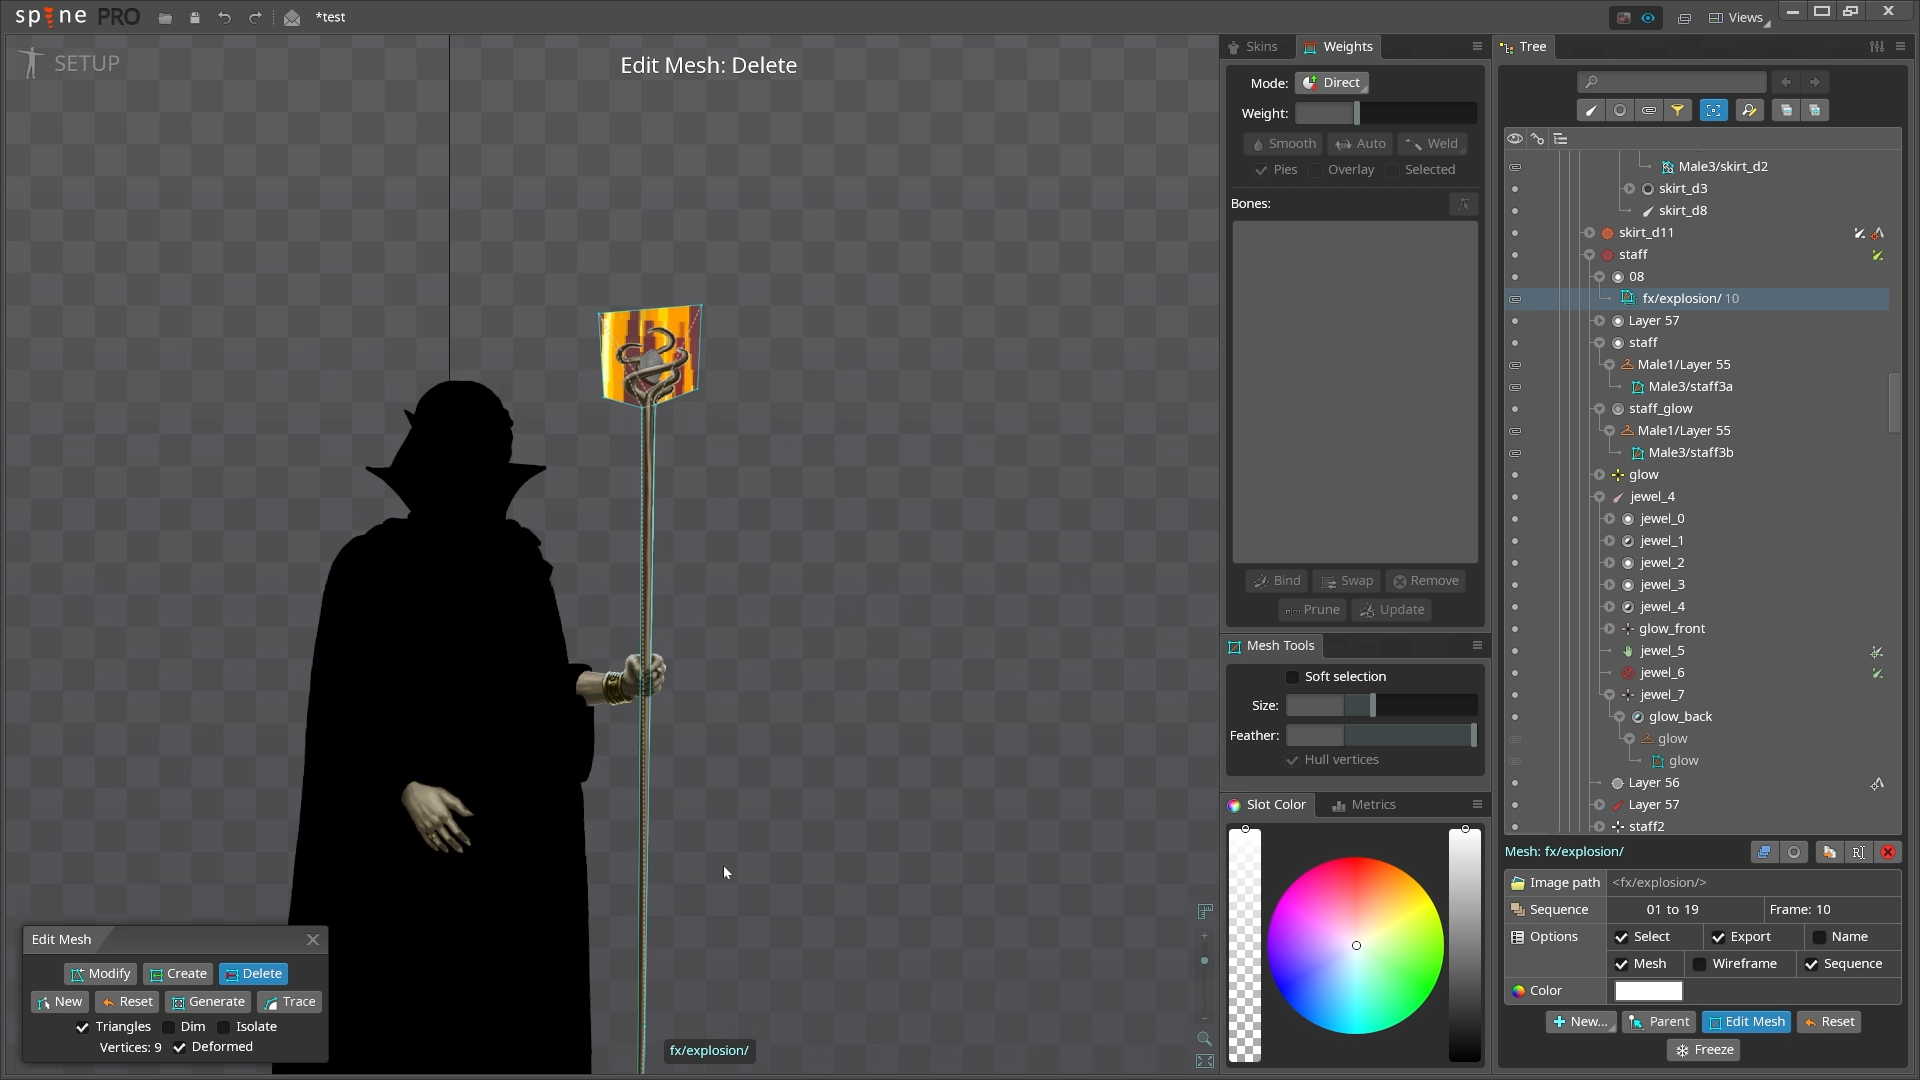 spine PRO
*test
Views
SETUP
Edit Mesh: Delete
Skins
Weights
Mode:
Direct
Weight:
Smooth
Auto
Weld
Pies
Overlay
Selected
Bones:
Bind
Swap
Remove
Prune
Update
Mesh Tools
Soft selection
Size:
Feather:
Hull vertices
Slot Color
Metrics
Tree
Male3/skirt_d2
skirt_d3
skirt_d8
skirt_d11
staff
08
fx/explosion/ 10
Layer 57
staff
Male1/Layer 55
Male3/staff3a
staff_glow
Male1/Layer 55
Male3/staff3b
glow
jewel_4
jewel_0
jewel_1
jewel_2
jewel_3
jewel_4
glow_front
jewel_5
jewel_6
jewel_7
glow_back
glow
glow
Layer 56
Layer 57
staff2
Mesh: fx/explosion/
Image path
<fx/explosion/>
Sequence
01 to 19
Frame: 10
Options
Select
Export
Name
Mesh
Wireframe
Sequence
Color
New...
Parent
Edit Mesh
Reset
Freeze
Edit Mesh
Modify
Create
Delete
New
Reset
Generate
Trace
Triangles
Dim
Isolate
Vertices: 9
Deformed
fx/explosion/